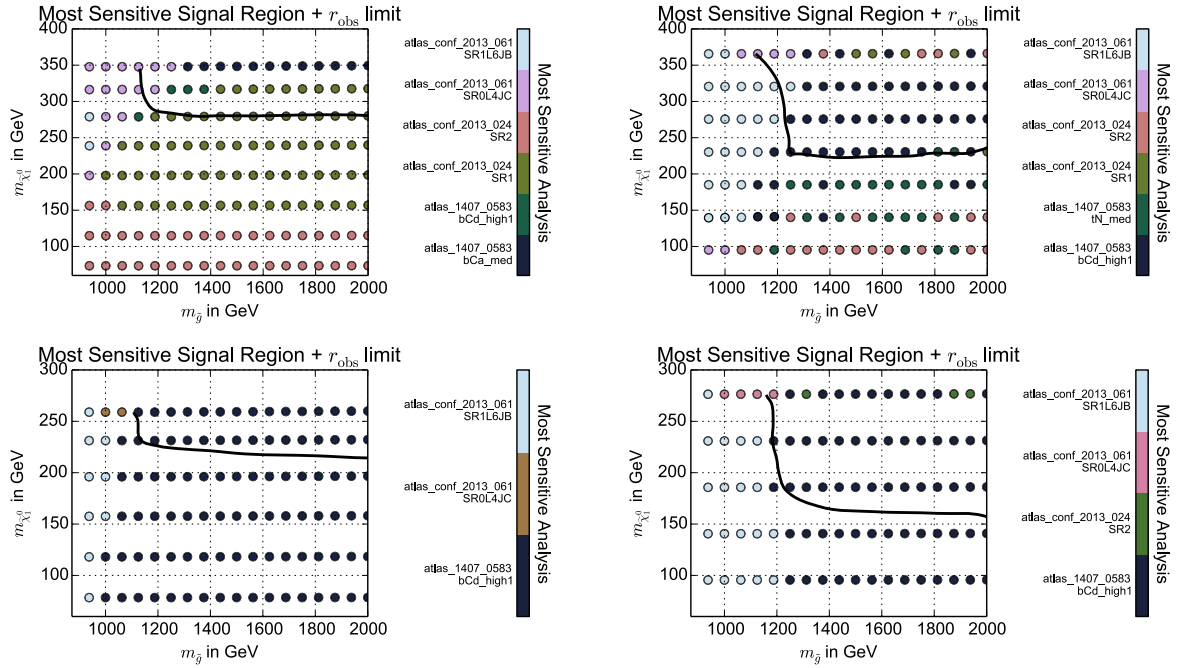 Most Sensitive Signal Region + r_obs limit
400
350
300
250
200
150
100
m_χ̃₁⁰ in GeV
1000 1200 1400 1600 1800 2000
m_g̃ in GeV
atlas_conf_2013_061
SR1L6JB
atlas_conf_2013_061
SR0L4JC
atlas_conf_2013_024
SR2
atlas_conf_2013_024
SR1
atlas_1407_0583
bCd_high1
atlas_1407_0583
bCa_med
Most Sensitive Analysis
Most Sensitive Signal Region + r_obs limit
400
350
300
250
200
150
100
m_χ̃₁⁰ in GeV
1000 1200 1400 1600 1800 2000
m_g̃ in GeV
atlas_conf_2013_061
SR1L6JB
atlas_conf_2013_061
SR0L4JC
atlas_conf_2013_024
SR2
atlas_conf_2013_024
SR1
atlas_1407_0583
tN_med
atlas_1407_0583
bCd_high1
Most Sensitive Analysis
Most Sensitive Signal Region + r_obs limit
300
250
200
150
100
m_χ̃₁⁰ in GeV
1000 1200 1400 1600 1800 2000
m_g̃ in GeV
atlas_conf_2013_061
SR1L6JB
atlas_conf_2013_061
SR0L4JC
atlas_1407_0583
bCd_high1
Most Sensitive Analysis
Most Sensitive Signal Region + r_obs limit
300
250
200
150
100
m_χ̃₁⁰ in GeV
1000 1200 1400 1600 1800 2000
m_g̃ in GeV
atlas_conf_2013_061
SR1L6JB
atlas_conf_2013_061
SR0L4JC
atlas_conf_2013_024
SR2
atlas_1407_0583
bCd_high1
Most Sensitive Analysis